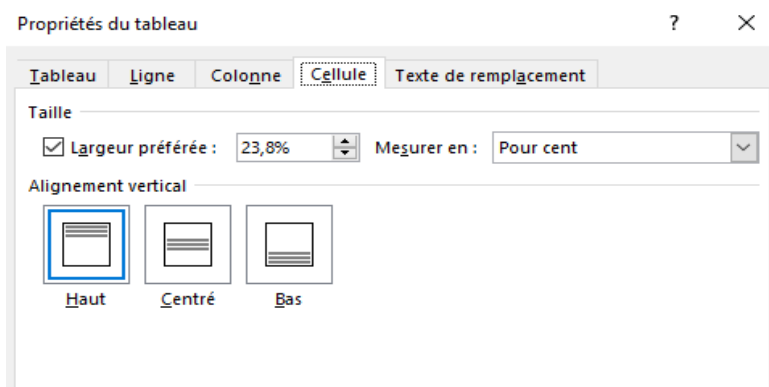 Propriétés du tableau ?
Tableau Ligne Colonne Cellule Texte de remplacement
Taille
Largeur préférée : 23,8% Mesurer en : Pour cent
Alignement vertical
Haut Centré Bas